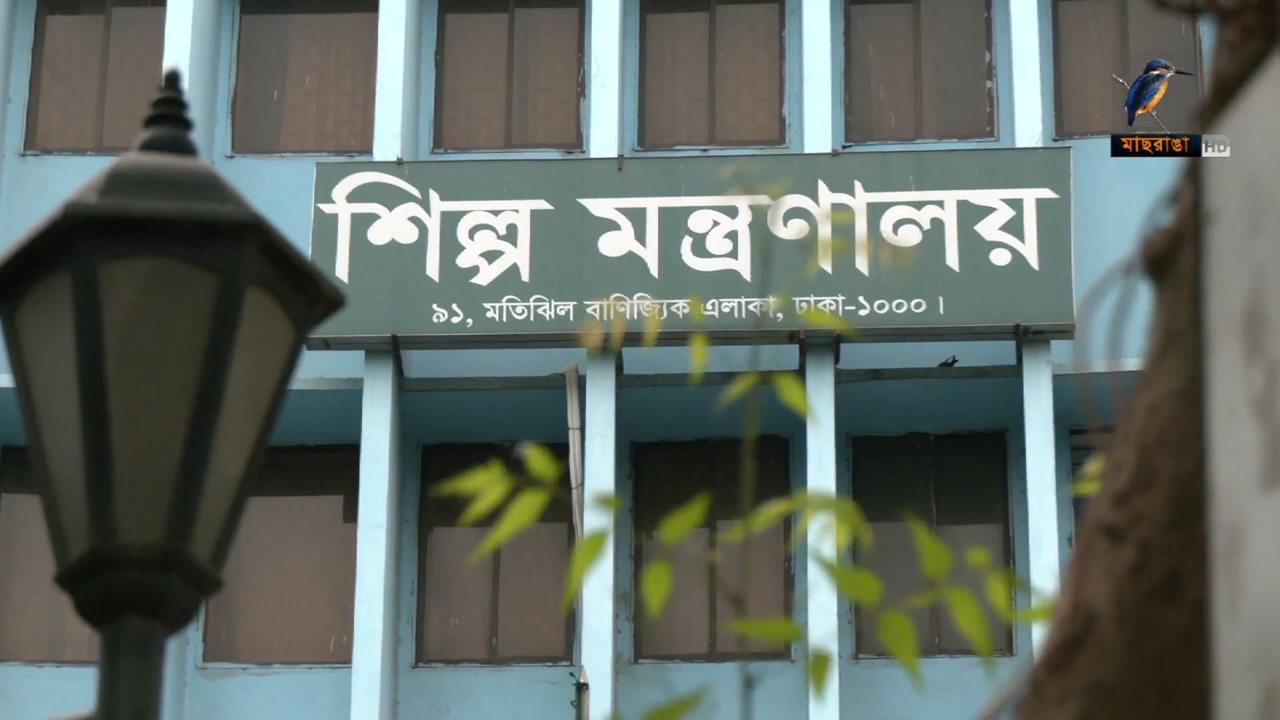 শিল্প মন্ত্রণালয়
৯১, মতিঝিল বাণিজ্যিক এলাকা, ঢাকা-১০০০।
মাছরাঙা HD